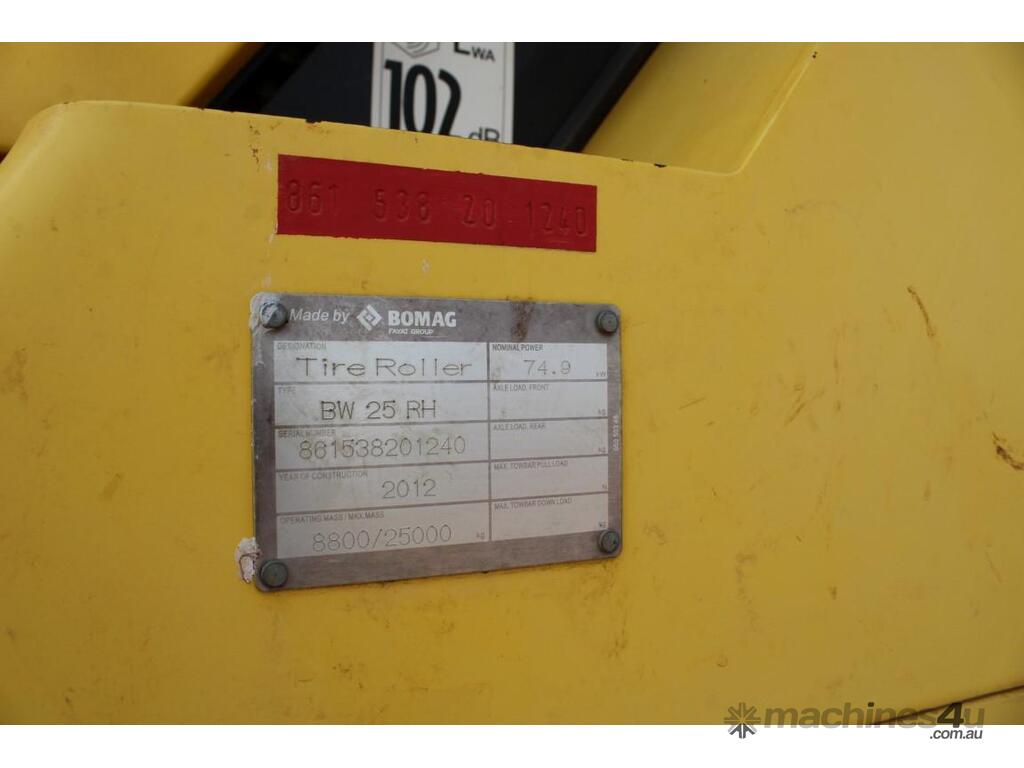 LWA
102
dB
861 538 20 1240
Made by BOMAG
FAYAT GROUP
DESIGNATION
Tire Roller
NOMINAL POWER
74.9 kW
TYPE
BW 25 RH
AXLE LOAD, FRONT
kg
SERIAL NUMBER
861538201240
AXLE LOAD, REAR
kg
YEAR OF CONSTRUCTION
2012
MAX. TOWBAR PULL LOAD
N
OPERATING MASS / MAX. MASS
8800/25000 kg
MAX. TOWBAR DOWN LOAD
kg
machines4u
.com.au